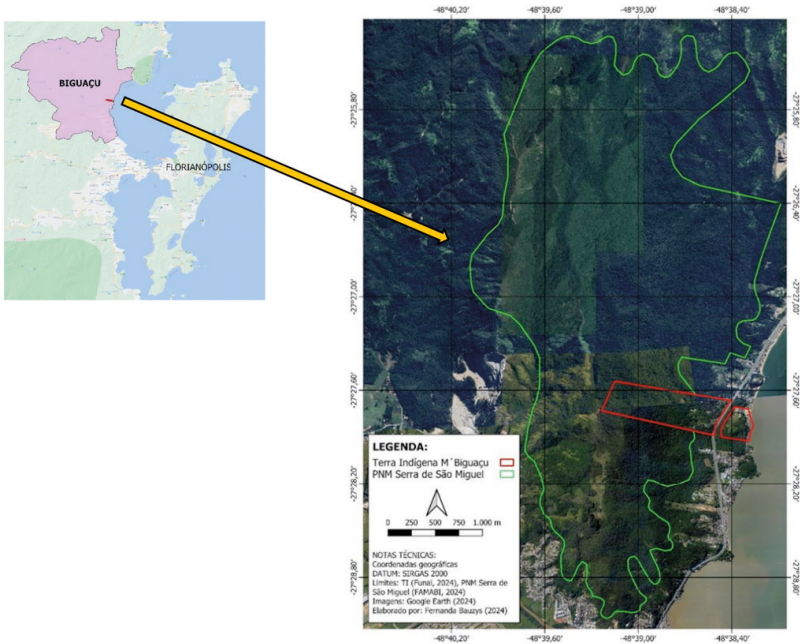 BIGUAÇU
FLORIANÓPOLIS
-48°40,20' -48°39,60' -48°39,00' -48°38,40'
-27°25,80' -27°25,80'
-27°26,40'
-27°27,00' -27°27,00'
-27°27,60' -27°27,60'
-27°28,20' -27°28,20'
-27°28,80' -27°28,80'
LEGENDA:
Terra Indígena M´Biguaçu
PNM Serra de São Miguel
0 250 500 750 1.000 m
NOTAS TÉCNICAS:
Coordenadas geográficas
DATUM: SIRGAS 2000
Limites: TI (Funai, 2024), PNM Serra de
São Miguel (FAMABI, 2024)
Imagens: Google Earth (2024)
Elaborado por: Fernanda Bauzys (2024)
-48°40,20' -48°39,60' -48°39,00' -48°38,40'